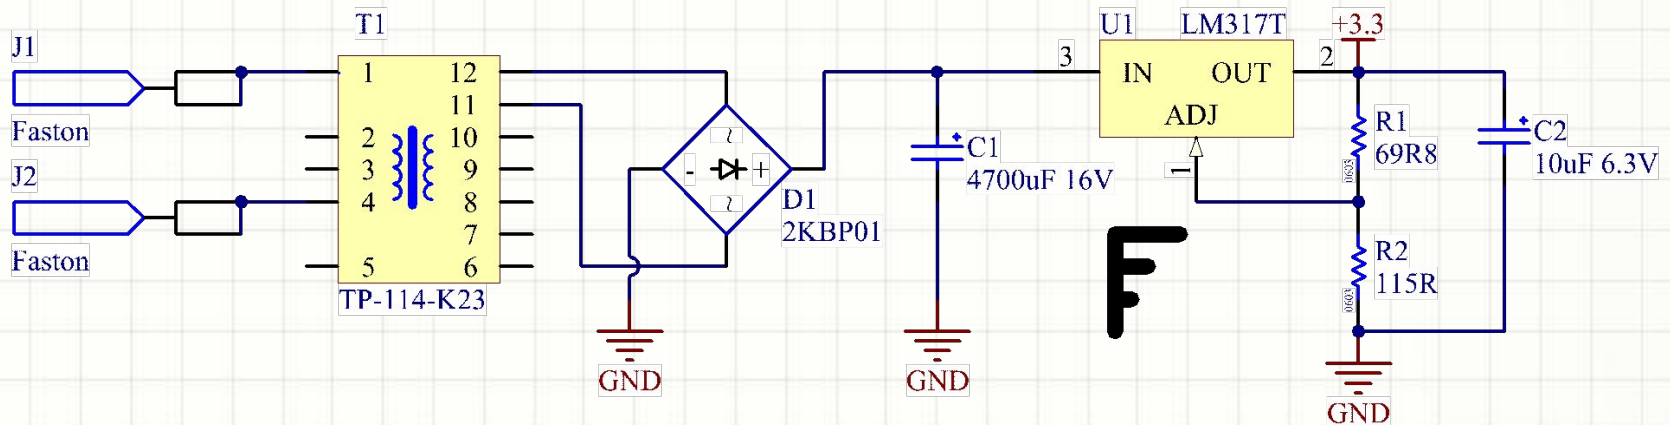 J1
Faston
J2
Faston
T1
1
2
3
4
5
12
11
10
9
8
7
6
TP-114-K23
~
- +
~
D1
2KBP01
GND
C1
4700uF 16V
GND
U1 LM317T
3
IN OUT
ADJ
2
1
+3.3
R1
69R8
0603
R2
115R
0603
C2
10uF 6.3V
GND
F